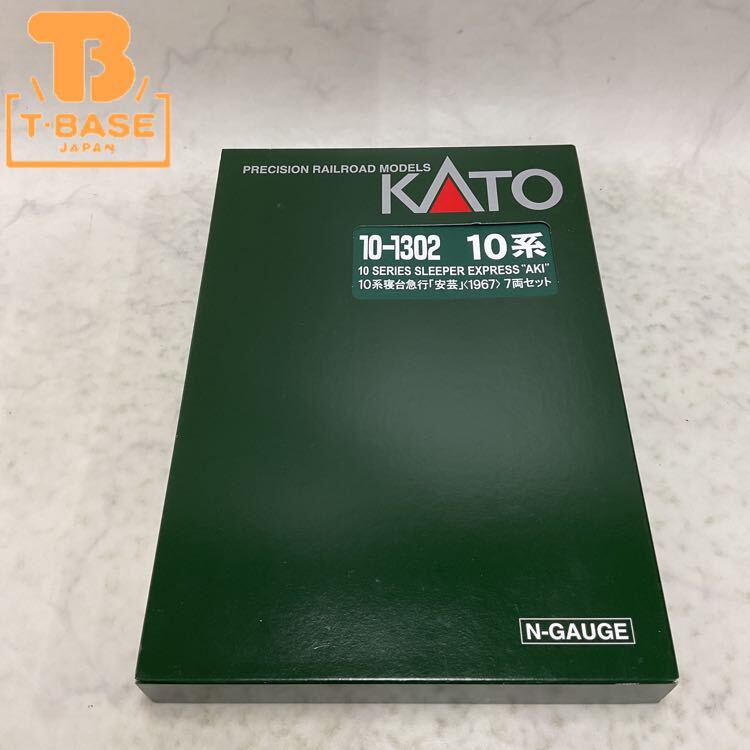 TB
T-BASE
JAPAN
PRECISION RAILROAD MODELS
KATO
10-1302 10系
10 SERIES SLEEPER EXPRESS "AKI"
10系寝台急行「安芸」〈1967〉 7両セット
N-GAUGE